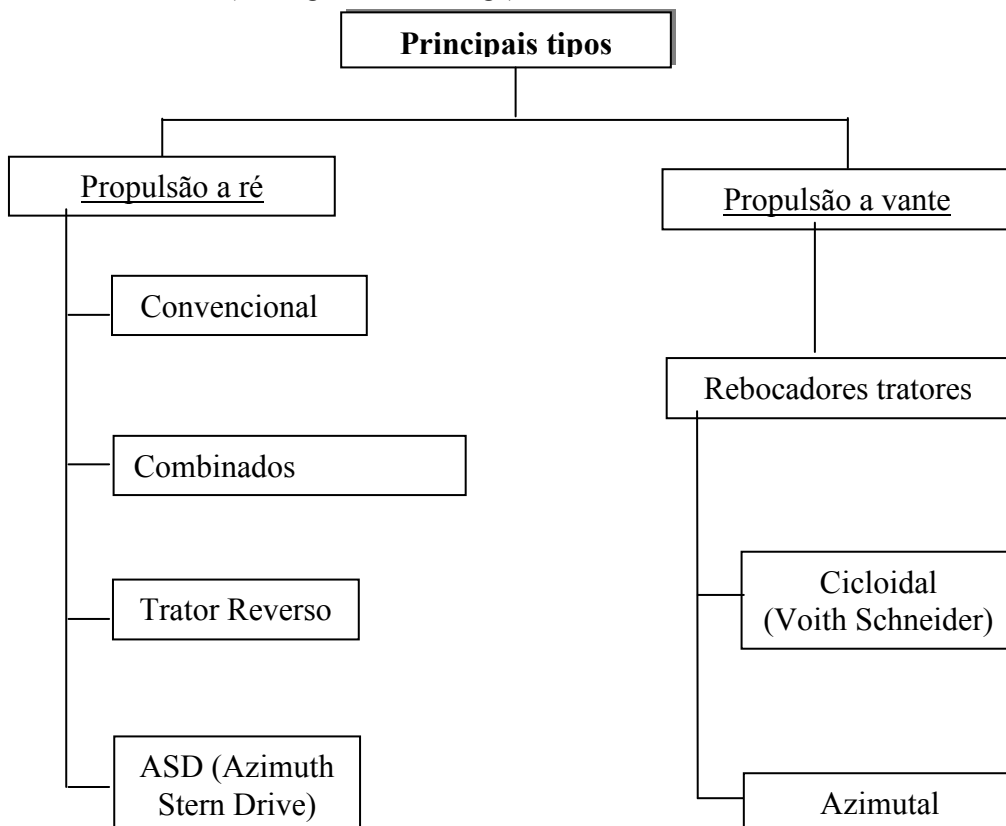 Principais tipos
Propulsão a ré
Convencional
Combinados
Trator Reverso
ASD (Azimuth
Stern Drive)
Propulsão a vante
Rebocadores tratores
Cicloidal
(Voith Schneider)
Azimutal